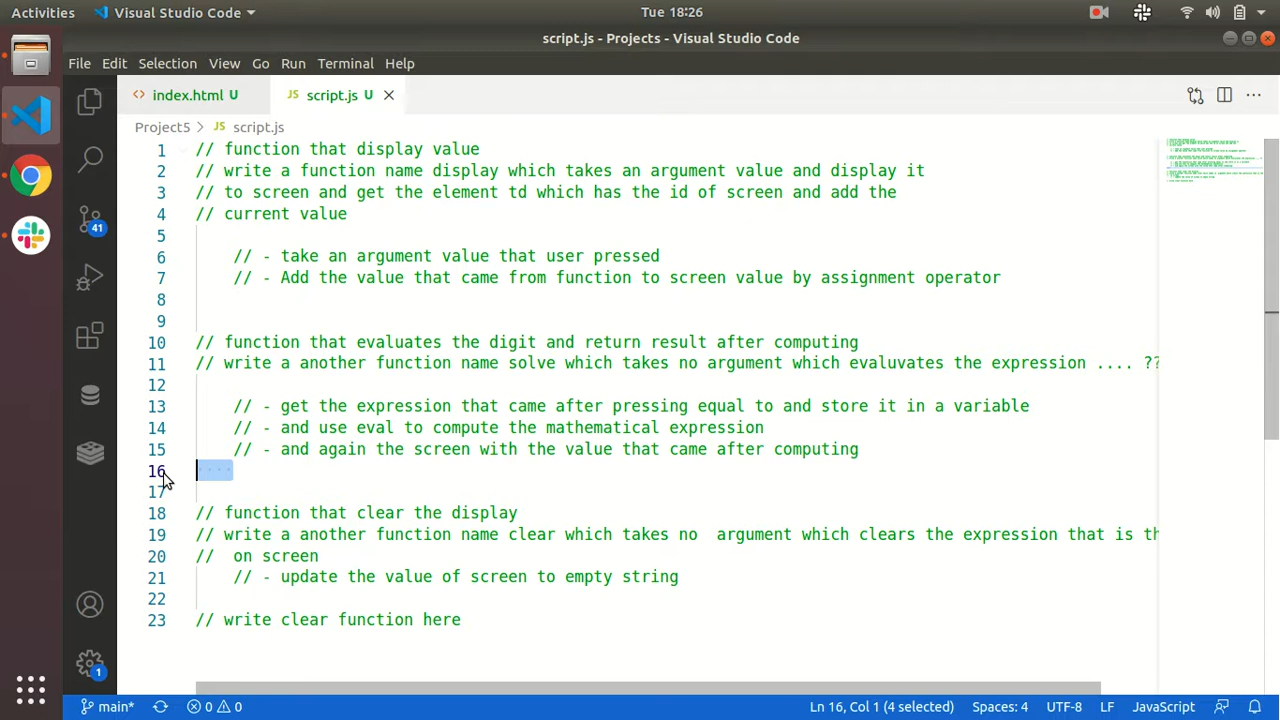 Activities Visual Studio Code Tue 18:26
script.js - Projects - Visual Studio Code
File Edit Selection View Go Run Terminal Help
<> index.html U JS script.js U
Project5 > JS script.js
1 // function that display value
2 // write a function name display which takes an argument value and display it
3 // to screen and get the element td which has the id of screen and add the
4 // current value
5
6 // - take an argument value that user pressed
7 // - Add the value that came from function to screen value by assignment operator
8
9
10 // function that evaluates the digit and return result after computing
11 // write a another function name solve which takes no argument which evaluvates the expression .... ??
12
13 // - get the expression that came after pressing equal to and store it in a variable
14 // - and use eval to compute the mathematical expression
15 // - and again the screen with the value that came after computing
16
17
18 // function that clear the display
19 // write a another function name clear which takes no  argument which clears the expression that is th
20 //  on screen
21 // - update the value of screen to empty string
22
23 // write clear function here
41
1
main* 0 0 Ln 16, Col 1 (4 selected) Spaces: 4 UTF-8 LF JavaScript